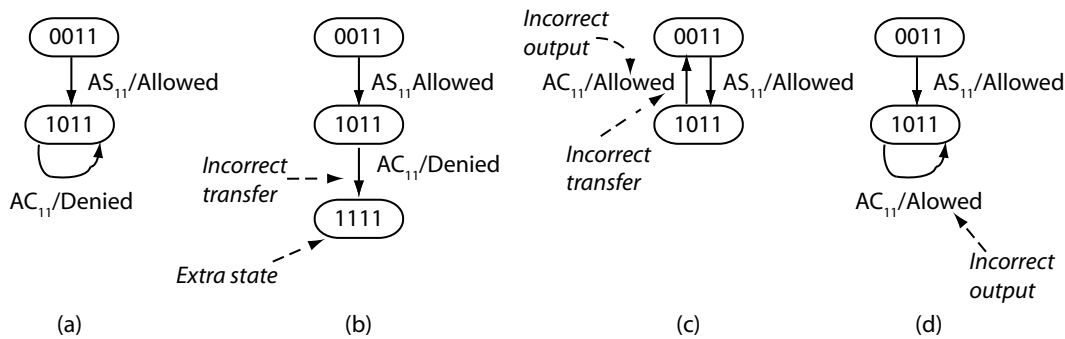 0011
AS11/Allowed
1011
AC11/Denied
(a)
0011
AS11Allowed
1011
AC11/Denied
Incorrect
transfer
1111
Extra state
(b)
Incorrect
output
0011
AC11/Allowed
AS11/Allowed
1011
Incorrect
transfer
(c)
0011
AS11/Allowed
1011
AC11/Alowed
Incorrect
output
(d)